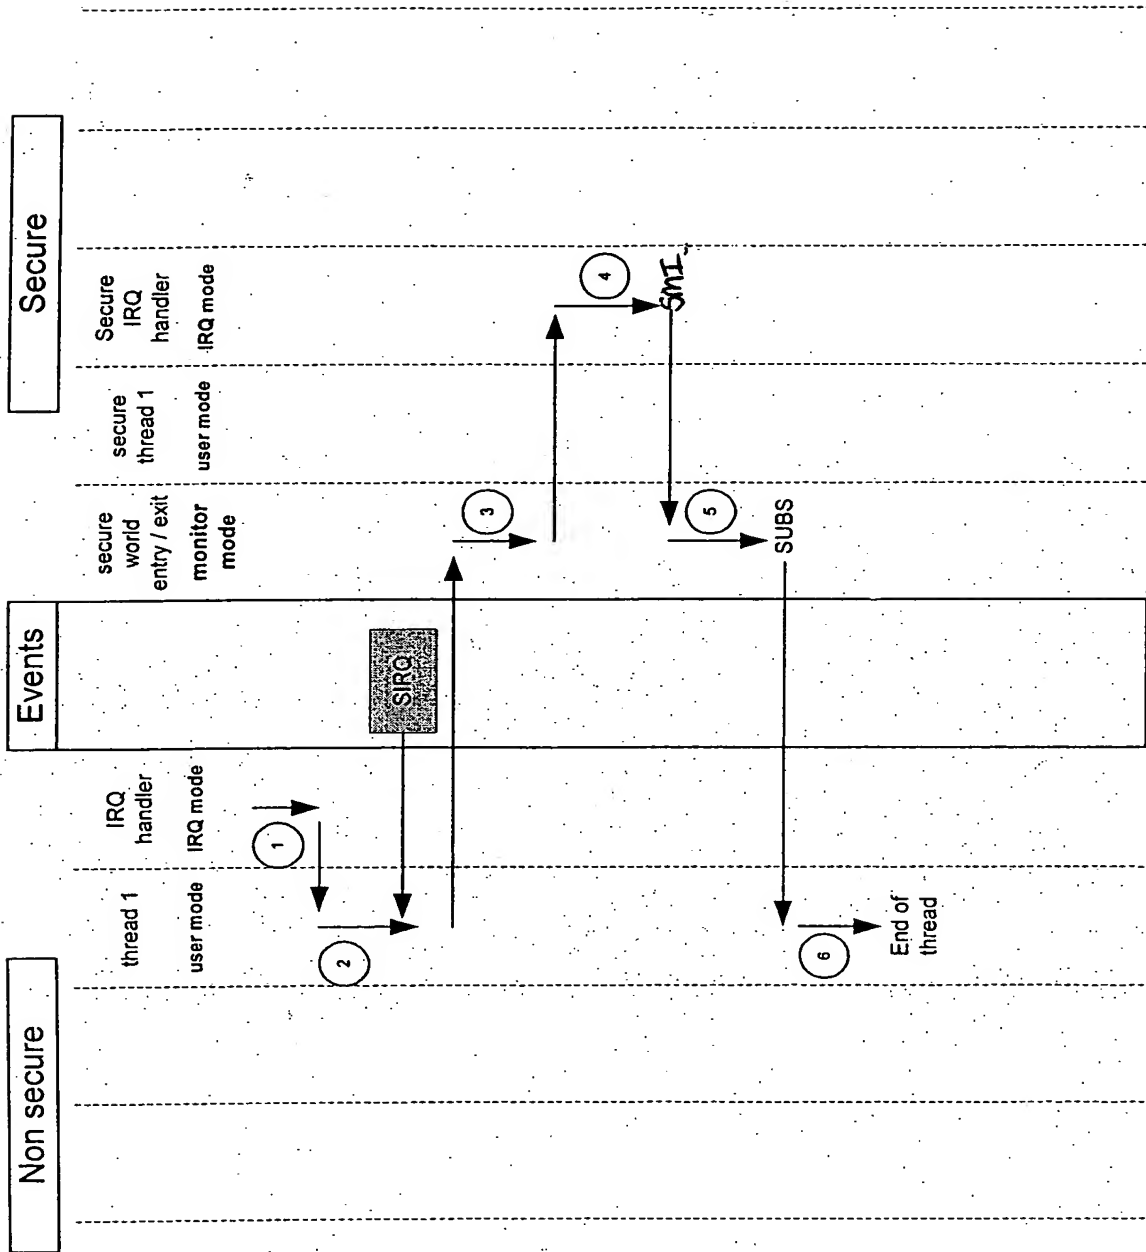 Non secure
Events
Secure
thread 1
user mode
IRQ
handler
IRQ mode
secure
world
entry / exit
monitor
mode
secure
thread 1
user mode
Secure
IRQ
handler
IRQ mode
1
2
SIRQ
3
4
SMI
5
SUBS
6
End of
thread